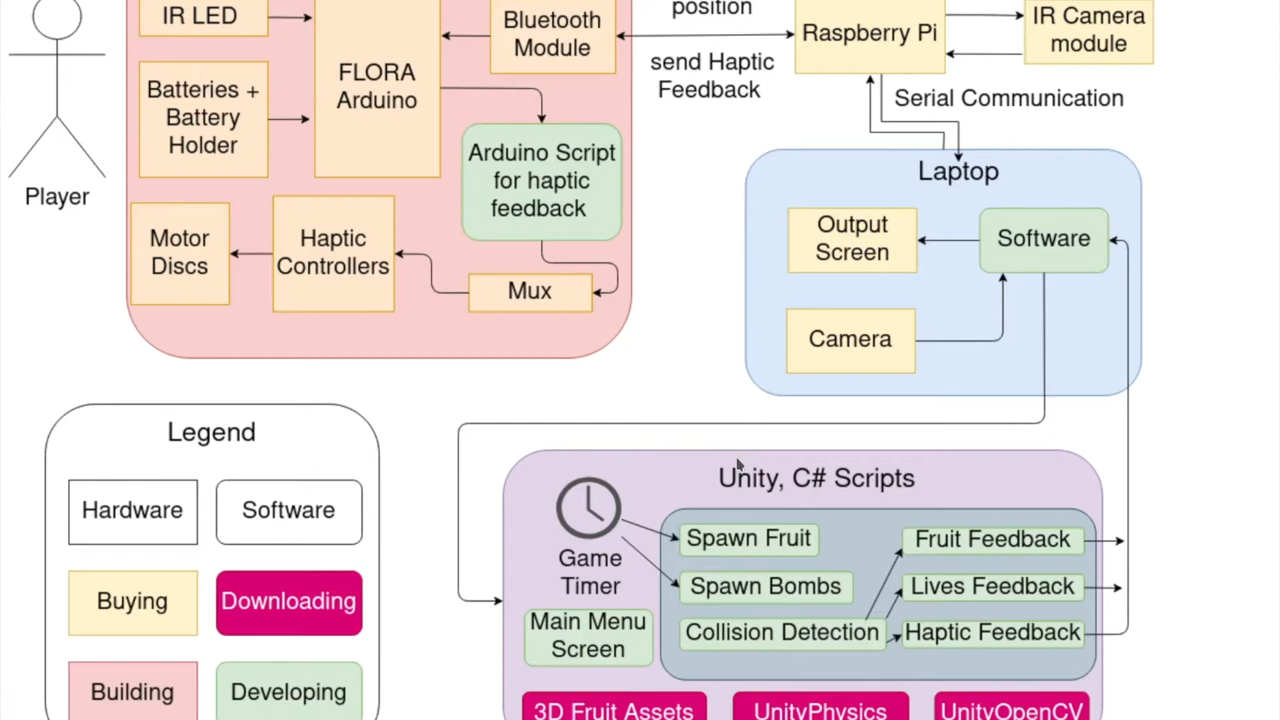 IR LED
Batteries +
Battery
Holder
FLORA
Arduino
Bluetooth
Module
Arduino Script
for haptic
feedback
Motor
Discs
Haptic
Controllers
Mux
Player
position
send Haptic
Feedback
Raspberry Pi
IR Camera
module
Serial Communication
Laptop
Output
Screen
Software
Camera
Legend
Hardware
Software
Buying
Downloading
Building
Developing
Unity, C# Scripts
Game
Timer
Main Menu
Screen
Spawn Fruit
Spawn Bombs
Collision Detection
Fruit Feedback
Lives Feedback
Haptic Feedback
3D Fruit Assets
UnityPhysics
UnityOpenCV